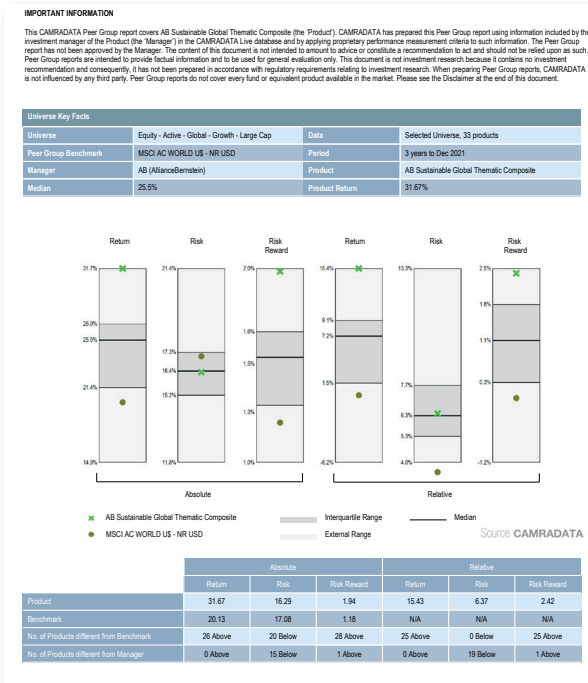 IMPORTANT INFORMATION
This CAMRADATA Peer Group report covers AB Sustainable Global Thematic Composite (the 'Product'). CAMRADATA has prepared this Peer Group report using information included by the
investment manager of the Product (the 'Manager') in the CAMRADATA Live database and by applying proprietary performance measurement criteria to such information. The Peer Group
report has not been approved by the Manager. The content of this document is not intended to amount to advice or constitute a recommendation to act and should not be relied upon as such.
Peer Group reports are intended to provide factual information and to be used for general evaluation only. This document is not investment research because it contains no investment
recommendation and consequently, it has not been prepared in accordance with regulatory requirements relating to investment research. When preparing Peer Group reports, CAMRADATA
is not influenced by any third party. Peer Group reports do not cover every fund or equivalent product available in the market. Please see the Disclaimer at the end of this document.
Universe Key Facts
Universe Equity - Active - Global - Growth - Large Cap Data Selected Universe, 33 products
Peer Group Benchmark MSCI AC WORLD U$ - NR USD Period 3 years to Dec 2021
Manager AB (AllianceBernstein) Product AB Sustainable Global Thematic Composite
Median 25.5% Product Return 31.67%
Return Risk Risk Reward Return Risk Risk Reward
31.7% 21.4% 2.0% 15.4% 13.3% 2.5%
26.9% 17.3% 1.6% 9.1% 7.7% 1.8%
25.5% 16.4% 1.5% 7.2% 6.3% 1.1%
21.4% 15.2% 1.3% 1.5% 5.3% 0.3%
14.9% 11.8% 1.0% -8.2% 4.0% -1.2%
Absolute Relative
AB Sustainable Global Thematic Composite Interquartile Range Median
MSCI AC WORLD U$ - NR USD External Range Source CAMRADATA
Absolute Relative
Return Risk Risk Reward Return Risk Risk Reward
Product 31.67 16.29 1.94 15.43 6.37 2.42
Benchmark 20.13 17.08 1.18 N/A N/A N/A
No. of Products different from Benchmark 26 Above 20 Below 28 Above 25 Above 0 Below 25 Above
No. of Products different from Manager 0 Above 15 Below 1 Above 0 Above 19 Below 1 Above